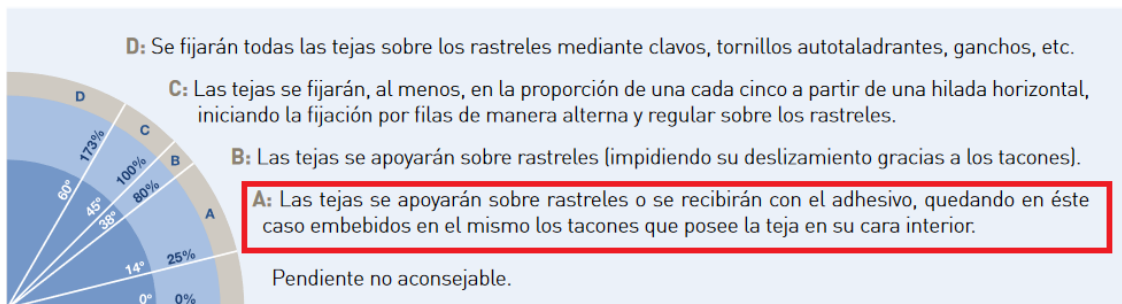 D: Se fijarán todas las tejas sobre los rastreles mediante clavos, tornillos autotaladrantes, ganchos, etc.
C: Las tejas se fijarán, al menos, en la proporción de una cada cinco a partir de una hilada horizontal,
iniciando la fijación por filas de manera alterna y regular sobre los rastreles.
B: Las tejas se apoyarán sobre rastreles (impidiendo su deslizamiento gracias a los tacones).
A: Las tejas se apoyarán sobre rastreles o se recibirán con el adhesivo, quedando en éste
caso embebidos en el mismo los tacones que posee la teja en su cara interior.
Pendiente no aconsejable.
D
C
B
A
173%
100%
80%
25%
0%
60°
45°
38°
14°
0°